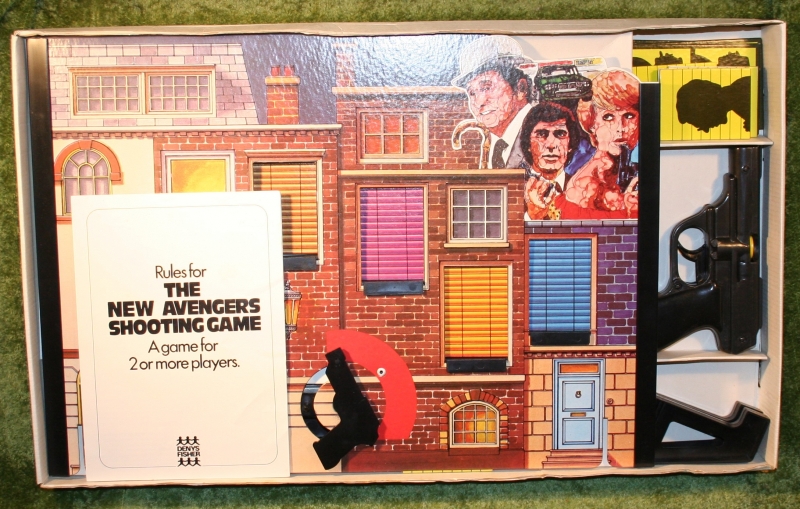 Rules for
THE
NEW AVENGERS
SHOOTING GAME
A game for
2 or more players.
DENYS
FISHER